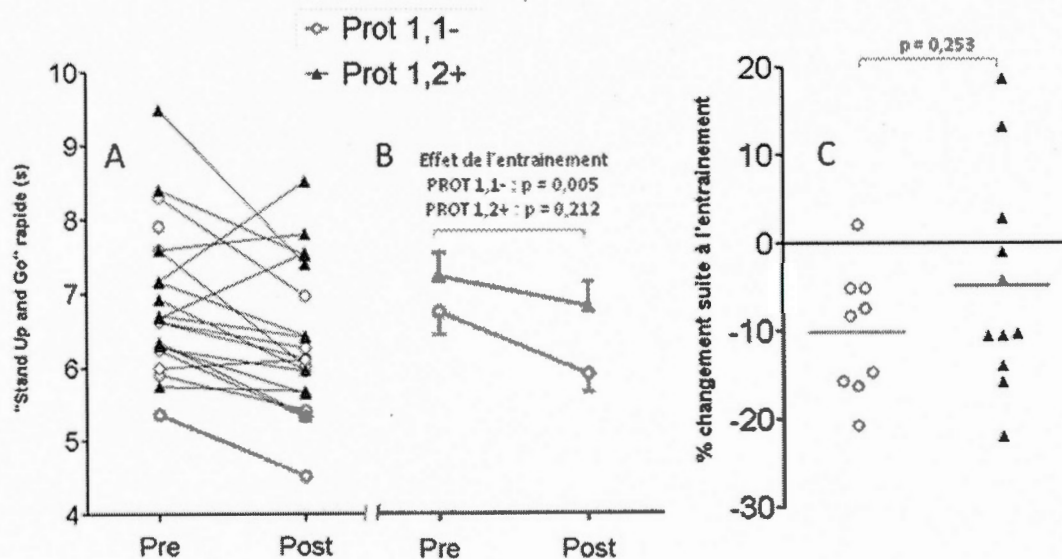 Prot 1,1-
Prot 1,2+
"Stand Up and Go" rapide (s)
10
9
8
7
6
5
4
A
Pre
Post
B
Effet de l'entrainement
PROT 1,1- : p = 0,005
PROT 1,2+ : p = 0,212
Pre
Post
% changement suite à l'entrainement
p = 0,253
C
20
10
0
-10
-20
-30